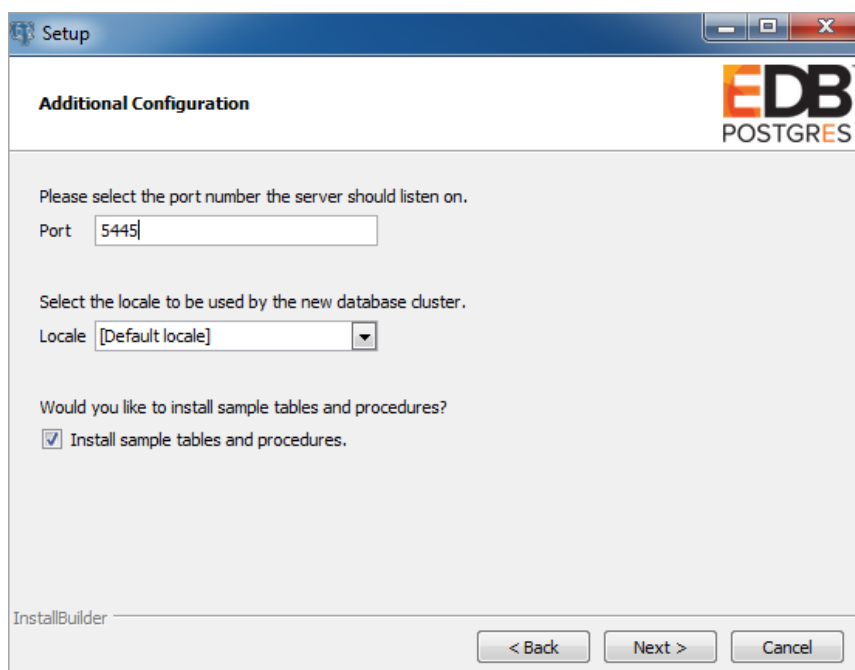 Setup
Additional Configuration
EDB
POSTGRES
Please select the port number the server should listen on.
Port 5445
Select the locale to be used by the new database cluster.
Locale [Default locale]
Would you like to install sample tables and procedures?
Install sample tables and procedures.
InstallBuilder
< Back Next > Cancel